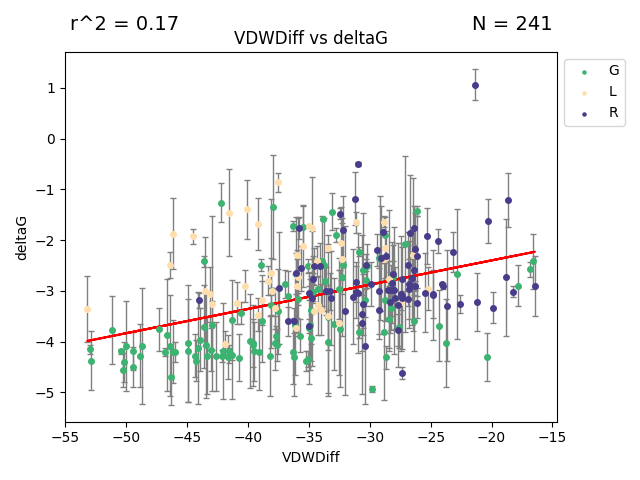 r^2 = 0.17 N = 241
VDWDiff vs deltaG
G
L
R
1
0
−1
−2
−3
−4
−5
deltaG
−55 −50 −45 −40 −35 −30 −25 −20 −15
VDWDiff